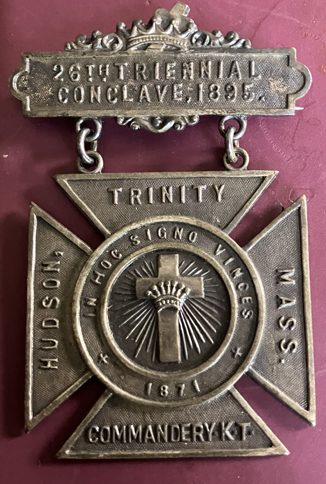 26TH TRIENNIAL
CONCLAVE, 1895.
TRINITY
HUDSON,
MASS.
IN HOC SIGNO VINCES
1871
COMMANDERY K.T.